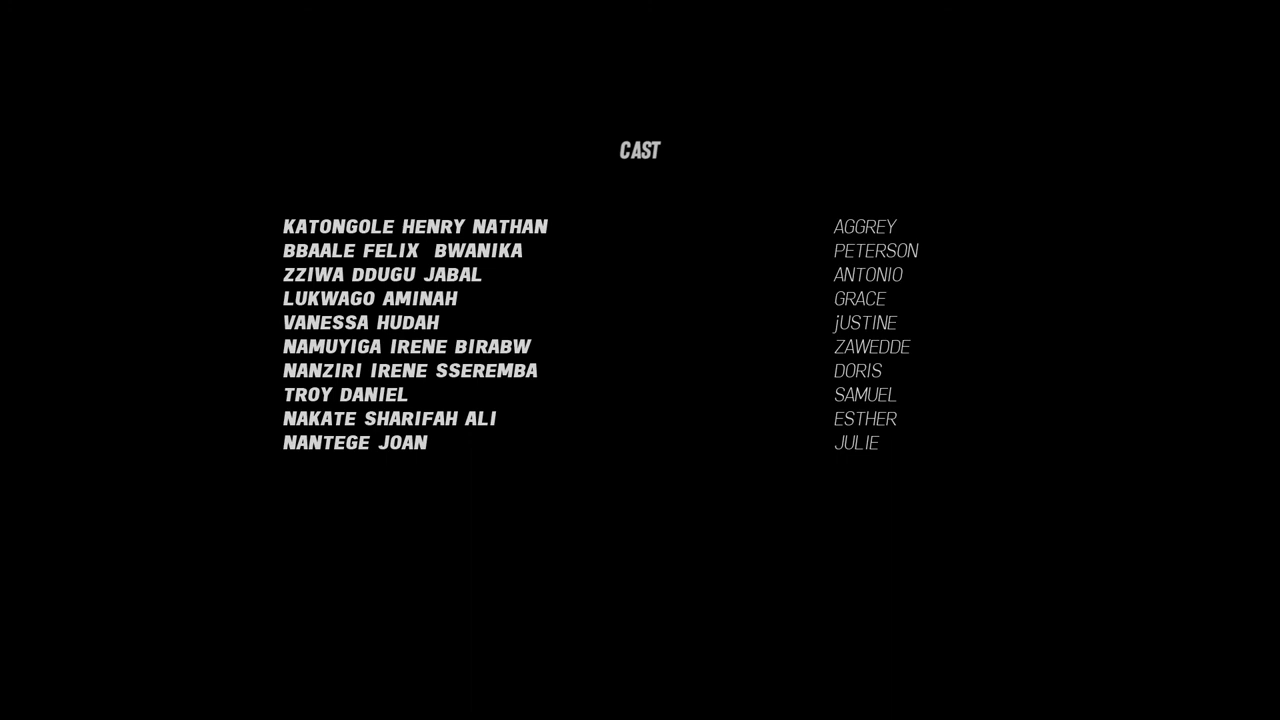 CAST
KATONGOLE HENRY NATHAN AGGREY
BBAALE FELIX  BWANIKA PETERSON
ZZIWA DDUGU JABAL ANTONIO
LUKWAGO AMINAH GRACE
VANESSA HUDAH jUSTINE
NAMUYIGA IRENE BIRABW ZAWEDDE
NANZIRI IRENE SSEREMBA DORIS
TROY DANIEL SAMUEL
NAKATE SHARIFAH ALI ESTHER
NANTEGE JOAN JULIE